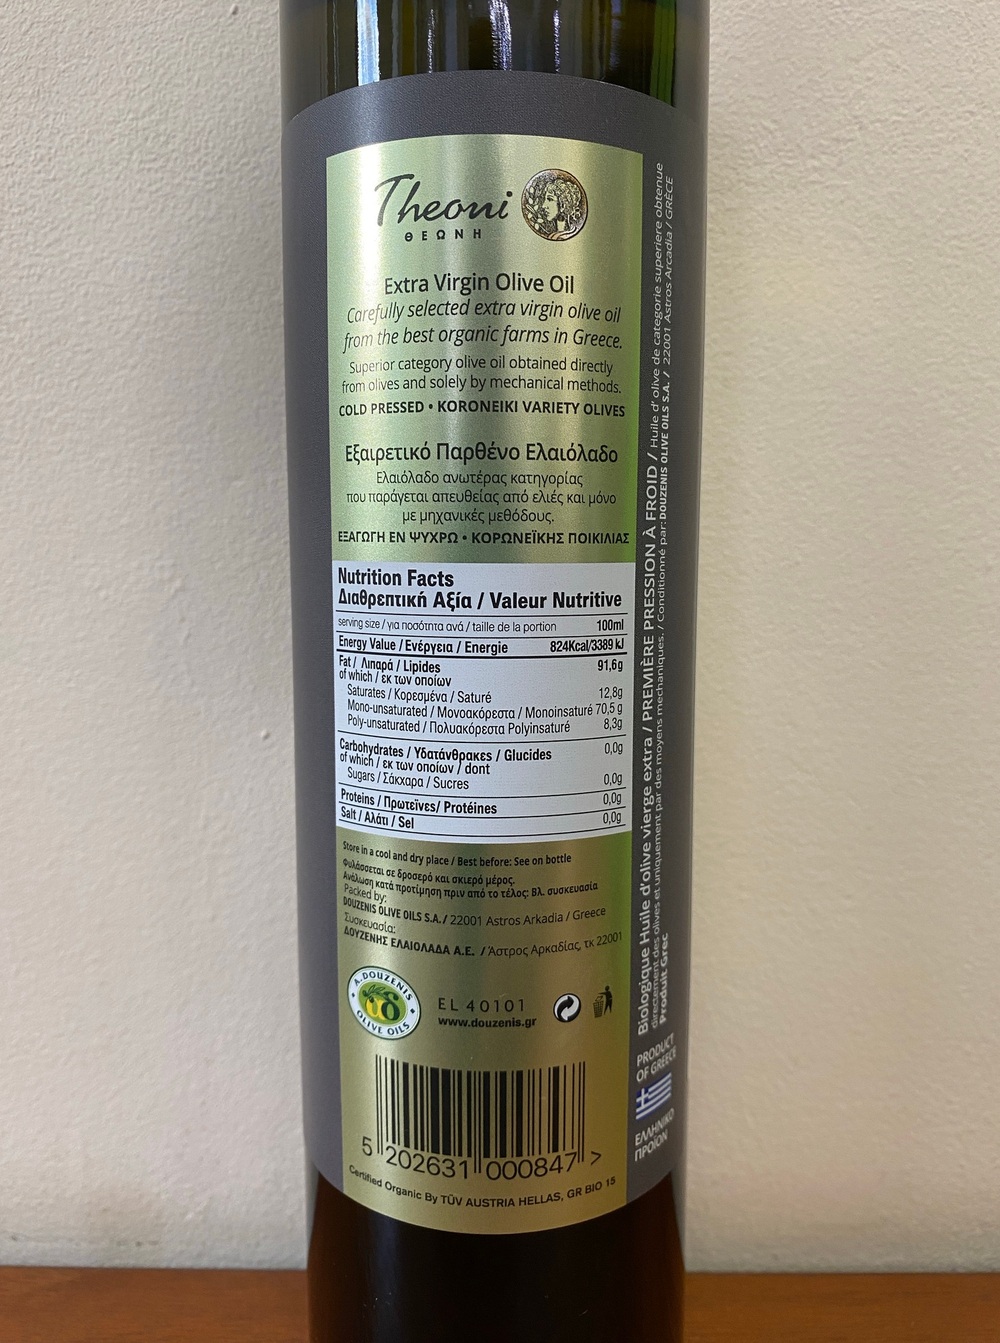 Theoni
ΘΕΩΝΗ
Extra Virgin Olive Oil
Carefully selected extra virgin olive oil
from the best organic farms in Greece.
Superior category olive oil obtained directly
from olives and solely by mechanical methods.
COLD PRESSED • KORONEIKI VARIETY OLIVES
Εξαιρετικό Παρθένο Ελαιόλαδο
Ελαιόλαδο ανωτέρας κατηγορίας
που παράγεται απευθείας από ελιές και μόνο
με μηχανικές μεθόδους.
ΕΞΑΓΩΓΗ ΕΝ ΨΥΧΡΩ • ΚΟΡΩΝΕΪΚΗΣ ΠΟΙΚΙΛΙΑΣ
Nutrition Facts
Διαθρεπτική Αξία / Valeur Nutritive
serving size / για ποσότητα ανά / taille de la portion 100ml
Energy Value / Ενέργεια / Energie 824Kcal/3389 kJ
Fat / Λιπαρά / Lipides 91,6g
of which / εκ των οποίων
Saturates / Κορεσμένα / Saturé 12,8g
Mono-unsaturated / Μονοακόρεστα / Monoinsaturé 70,5 g
Poly-unsaturated / Πολυακόρεστα Polyinsaturé 8,3g
Carbohydrates / Υδατάνθρακες / Glucides 0,0g
of which / εκ των οποίων / dont
Sugars / Σάκχαρα / Sucres 0,0g
Proteins / Πρωτεϊνες/ Protéines 0,0g
Salt / Αλάτι / Sel 0,0g
Store in a cool and dry place / Best before: See on bottle
Φυλάσσεται σε δροσερό και σκιερό μέρος.
Ανάλωση κατά προτίμηση πριν από το τέλος: Βλ. συσκευασία
Packed by:
DOUZENIS OLIVE OILS S.A. / 22001 Astros Arkadia / Greece
Συσκευασία:
ΔΟΥΖΕΝΗΣ ΕΛΑΙΟΛΑΔΑ Α.Ε. / Άστρος Αρκαδίας, τκ 22001
A.DOUZENIS
OLIVE OILS
EL 40101
www.douzenis.gr
5 202631 000847 >
Certified Organic By TÜV AUSTRIA HELLAS, GR BIO 15
Biologique Huile d'olive vierge extra / PREMIÈRE PRESSION À FROID / Huile d' olive de categorie superiere obtenue
directement des olives et uniquement par des moyens mechaniques. / Conditionné par: DOUZENIS OLIVE OILS S.A. / 22001 Astros Arcadia / GRÈCE
Produit Grec
PRODUCT
OF GREECE
ΕΛΛΗΝΙΚΟ
ΠΡΟΪΟΝ